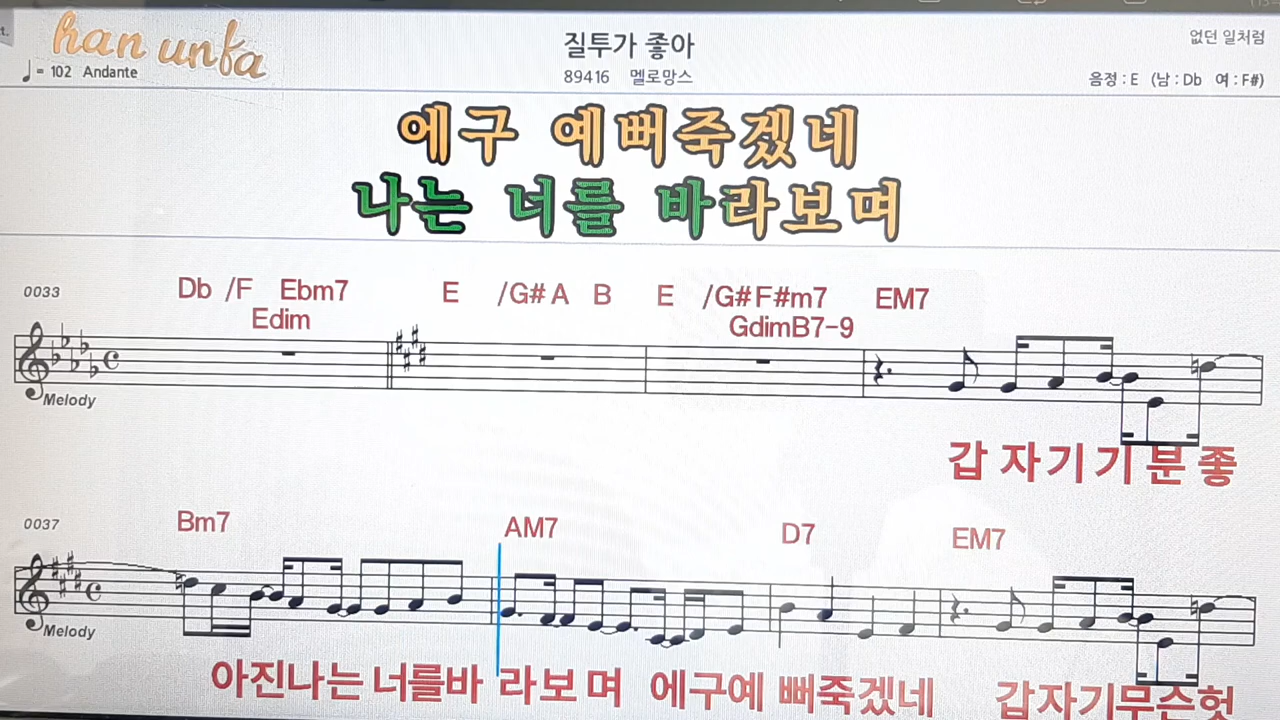 han unfa
♩ = 102 Andante
질투가 좋아
89416 멜로망스
없던 일처럼
음정 : E (남 : Db 여 : F#)
에구 예뻐죽겠네
나는 너를 바라보며
0033
Db /F Ebm7 E /G# A B E /G# F#m7 EM7
Edim GdimB7-9
Melody
갑 자기기분 좋
0037
Bm7 AM7 D7 EM7
Melody
아진나는 너를바 라보며 에구예 뻐죽겠네 갑자기무슨헛